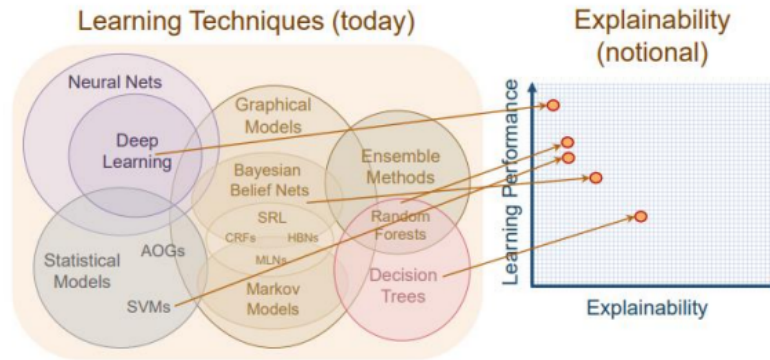 Learning Techniques (today)
Explainability
(notional)
Neural Nets
Graphical
Models
Deep
Learning
Ensemble
Methods
Bayesian
Belief Nets
SRL
Random
Forests
CRFs
HBNs
AOGs
Statistical
Models
MLNs
Decision
Trees
SVMs
Markov
Models
Learning Performance
Explainability